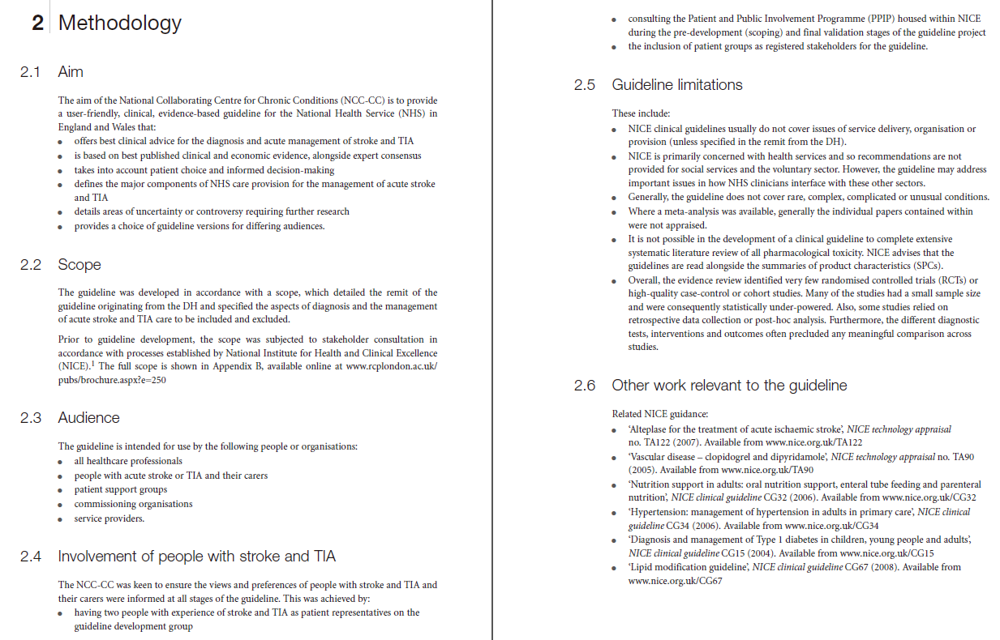 2 Methodology
2.1 Aim
The aim of the National Collaborating Centre for Chronic Conditions (NCC-CC) is to provide
a user-friendly, clinical, evidence-based guideline for the National Health Service (NHS) in
England and Wales that:
● offers best clinical advice for the diagnosis and acute management of stroke and TIA
● is based on best published clinical and economic evidence, alongside expert consensus
● takes into account patient choice and informed decision-making
● defines the major components of NHS care provision for the management of acute stroke
and TIA
● details areas of uncertainty or controversy requiring further research
● provides a choice of guideline versions for differing audiences.
2.2 Scope
The guideline was developed in accordance with a scope, which detailed the remit of the
guideline originating from the DH and specified the aspects of diagnosis and the management
of acute stroke and TIA care to be included and excluded.
Prior to guideline development, the scope was subjected to stakeholder consultation in
accordance with processes established by National Institute for Health and Clinical Excellence
(NICE).1 The full scope is shown in Appendix B, available online at www.rcplondon.ac.uk/
pubs/brochure.aspx?e=250
2.3 Audience
The guideline is intended for use by the following people or organisations:
● all healthcare professionals
● people with acute stroke or TIA and their carers
● patient support groups
● commissioning organisations
● service providers.
2.4 Involvement of people with stroke and TIA
The NCC-CC was keen to ensure the views and preferences of people with stroke and TIA and
their carers were informed at all stages of the guideline. This was achieved by:
● having two people with experience of stroke and TIA as patient representatives on the
guideline development group
● consulting the Patient and Public Involvement Programme (PPIP) housed within NICE
during the pre-development (scoping) and final validation stages of the guideline project
● the inclusion of patient groups as registered stakeholders for the guideline.
2.5 Guideline limitations
These include:
● NICE clinical guidelines usually do not cover issues of service delivery, organisation or
provision (unless specified in the remit from the DH).
● NICE is primarily concerned with health services and so recommendations are not
provided for social services and the voluntary sector. However, the guideline may address
important issues in how NHS clinicians interface with these other sectors.
● Generally, the guideline does not cover rare, complex, complicated or unusual conditions.
● Where a meta-analysis was available, generally the individual papers contained within
were not appraised.
● It is not possible in the development of a clinical guideline to complete extensive
systematic literature review of all pharmacological toxicity. NICE advises that the
guidelines are read alongside the summaries of product characteristics (SPCs).
● Overall, the evidence review identified very few randomised controlled trials (RCTs) or
high-quality case-control or cohort studies. Many of the studies had a small sample size
and were consequently statistically under-powered. Also, some studies relied on
retrospective data collection or post-hoc analysis. Furthermore, the different diagnostic
tests, interventions and outcomes often precluded any meaningful comparison across
studies.
2.6 Other work relevant to the guideline
Related NICE guidance:
● ‘Alteplase for the treatment of acute ischaemic stroke’, NICE technology appraisal
no. TA122 (2007). Available from www.nice.org.uk/TA122
● ‘Vascular disease – clopidogrel and dipyridamole’, NICE technology appraisal no. TA90
(2005). Available from www.nice.org.uk/TA90
● ‘Nutrition support in adults: oral nutrition support, enteral tube feeding and parenteral
nutrition’, NICE clinical guideline CG32 (2006). Available from www.nice.org.uk/CG32
● ‘Hypertension: management of hypertension in adults in primary care’, NICE clinical
guideline CG34 (2006). Available from www.nice.org.uk/CG34
● ‘Diagnosis and management of Type 1 diabetes in children, young people and adults’,
NICE clinical guideline CG15 (2004). Available from www.nice.org.uk/CG15
● ‘Lipid modification guideline’, NICE clinical guideline CG67 (2008). Available from
www.nice.org.uk/CG67